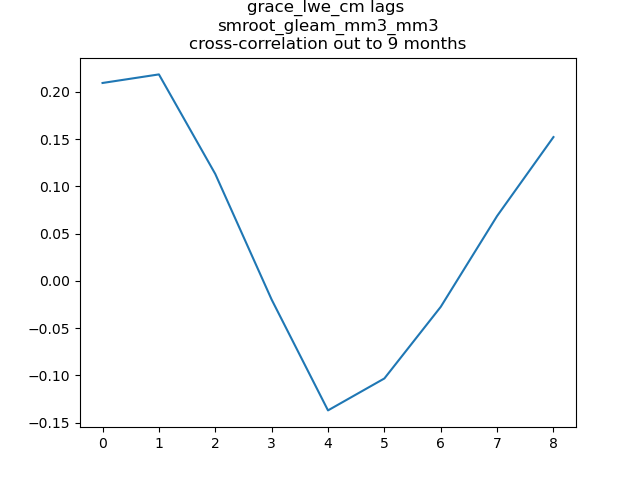 grace_lwe_cm lags
smroot_gleam_mm3_mm3
cross-correlation out to 9 months
0.20
0.15
0.10
0.05
0.00
−0.05
−0.10
−0.15
0 1 2 3 4 5 6 7 8